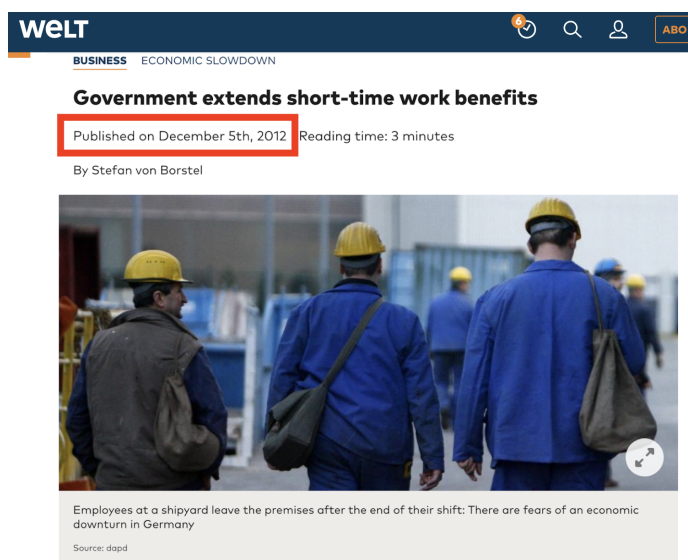 WELT
6
ABO
BUSINESS ECONOMIC SLOWDOWN
Government extends short-time work benefits
Published on December 5th, 2012 Reading time: 3 minutes
By Stefan von Borstel
Employees at a shipyard leave the premises after the end of their shift: There are fears of an economic
downturn in Germany
Source: dapd